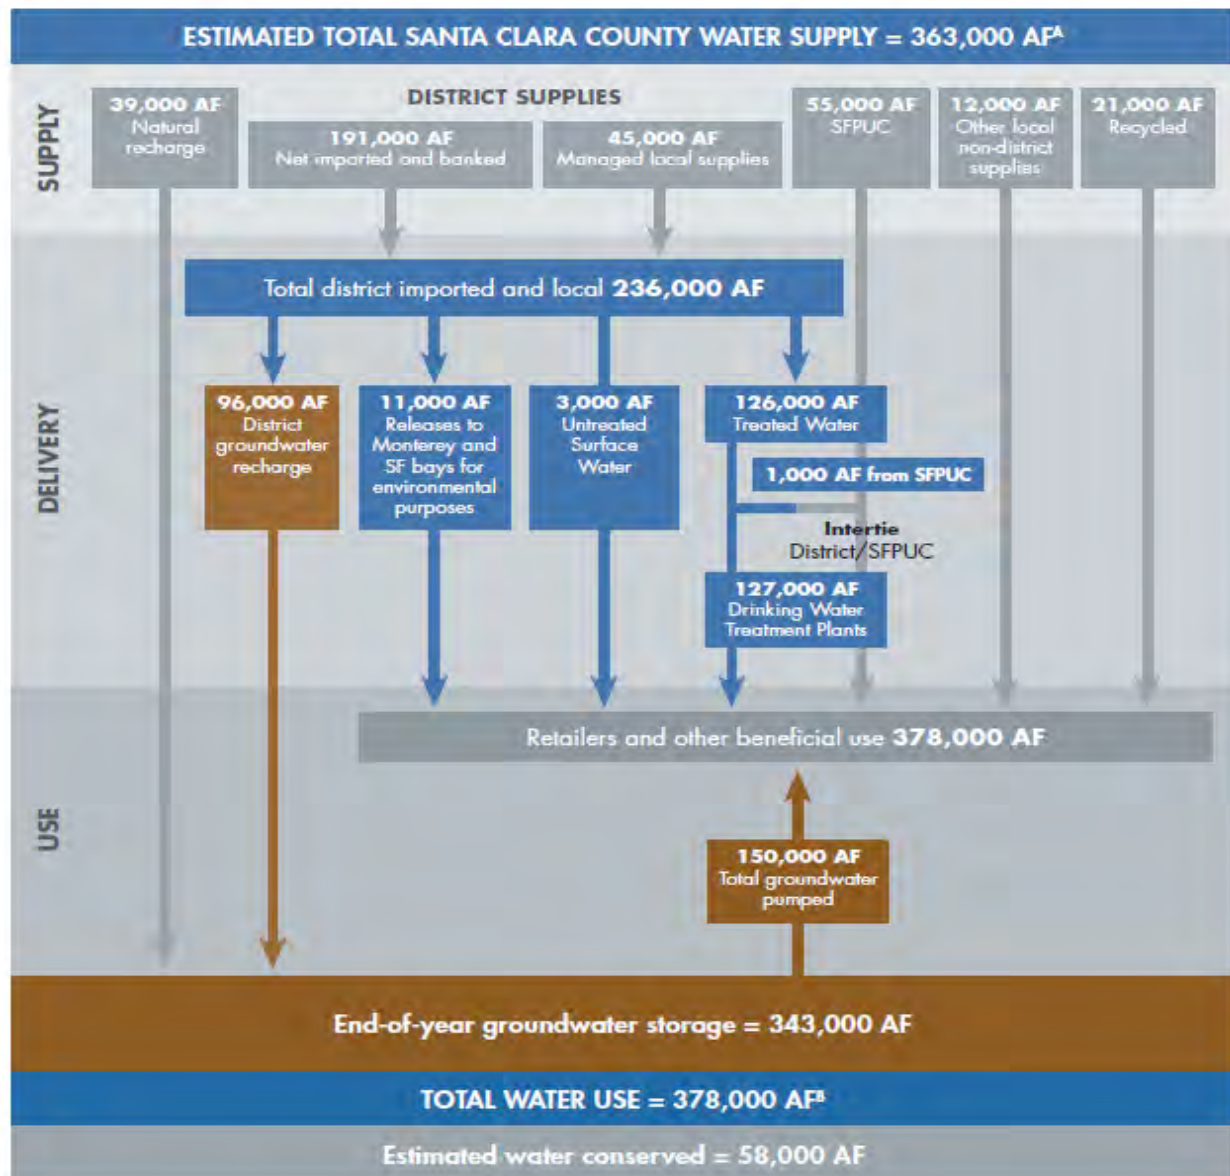 ESTIMATED TOTAL SANTA CLARA COUNTY WATER SUPPLY = 363,000 AFA
SUPPLY
39,000 AF
Natural
recharge
DISTRICT SUPPLIES
191,000 AF
Net imported and banked
45,000 AF
Managed local supplies
55,000 AF
SFPUC
12,000 AF
Other local
non-district
supplies
21,000 AF
Recycled
DELIVERY
Total district imported and local 236,000 AF
96,000 AF
District
groundwater
recharge
11,000 AF
Releases to
Monterey and
SF bays for
environmental
purposes
3,000 AF
Untreated
Surface
Water
126,000 AF
Treated Water
1,000 AF from SFPUC
Intertie
District/SFPUC
127,000 AF
Drinking Water
Treatment Plants
USE
Retailers and other beneficial use 378,000 AF
150,000 AF
Total groundwater
pumped
End-of-year groundwater storage = 343,000 AF
TOTAL WATER USE = 378,000 AFB
Estimated water conserved = 58,000 AF